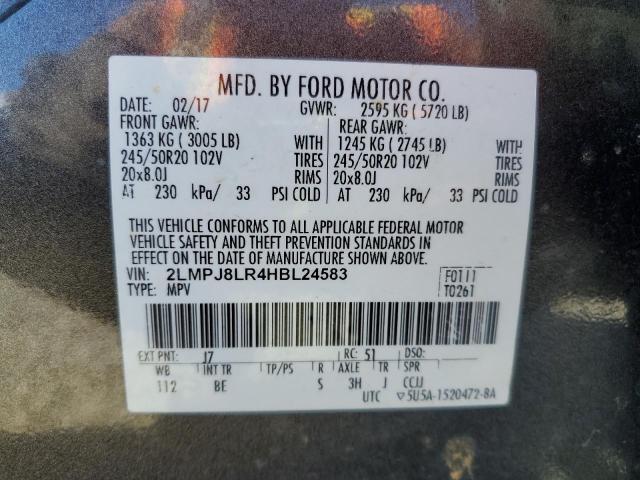 MFD. BY FORD MOTOR CO.
DATE: 02/17 GVWR: 2595 KG ( 5720 LB)
FRONT GAWR: REAR GAWR:
1363 KG ( 3005 LB) WITH 1245 KG ( 2745 LB) WITH
245/50R20 102V TIRES 245/50R20 102V TIRES
20x8.0J RIMS 20x8.0J RIMS
AT 230 kPa/ 33 PSI COLD AT 230 kPa/ 33 PSI COLD
THIS VEHICLE CONFORMS TO ALL APPLICABLE FEDERAL MOTOR
VEHICLE SAFETY AND THEFT PREVENTION STANDARDS IN
EFFECT ON THE DATE OF MANUFACTURE SHOWN ABOVE.
VIN: 2LMPJ8LR4HBL24583 F0111
TYPE: MPV T0261
EXT PNT: J7 RC: 51 DSO:
WB INT TR TP/PS R AXLE TR SPR
112 BE S 3H J CCJJ
UTC ▽5U5A-1520472-BA